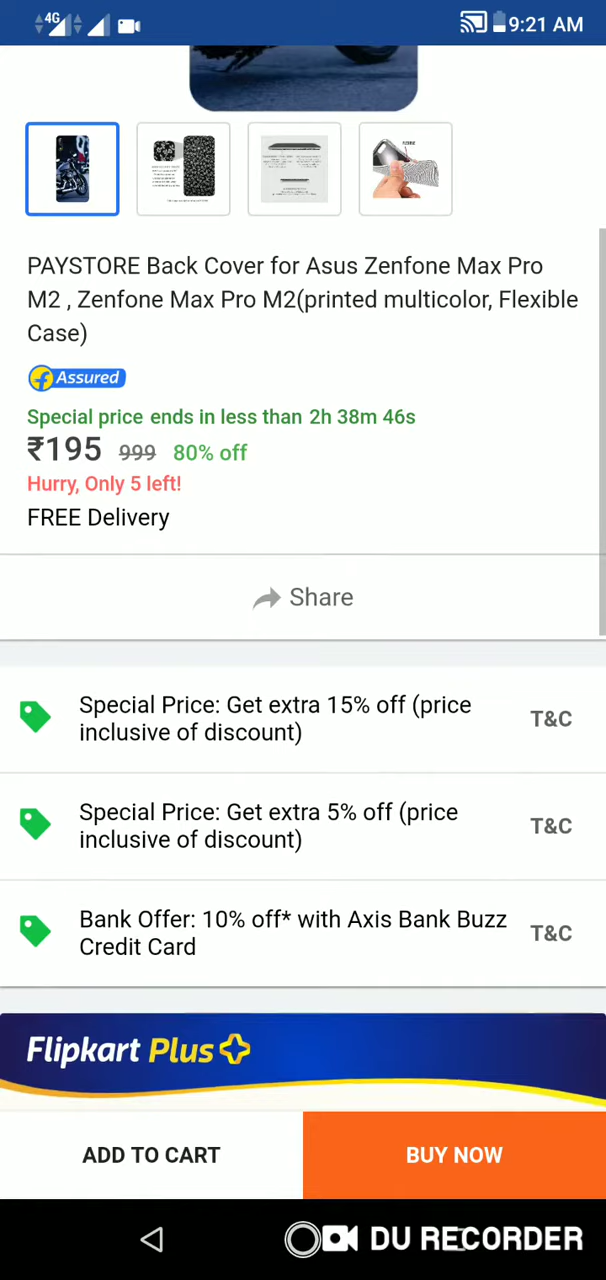 4G
9:21 AM
PAYSTORE Back Cover for Asus Zenfone Max Pro
M2 , Zenfone Max Pro M2(printed multicolor, Flexible
Case)
Assured
Special price ends in less than 2h 38m 46s
₹195 999 80% off
Hurry, Only 5 left!
FREE Delivery
Share
Special Price: Get extra 15% off (price
inclusive of discount)
T&C
Special Price: Get extra 5% off (price
inclusive of discount)
T&C
Bank Offer: 10% off* with Axis Bank Buzz
Credit Card
T&C
Flipkart Plus
ADD TO CART
BUY NOW
DU RECORDER